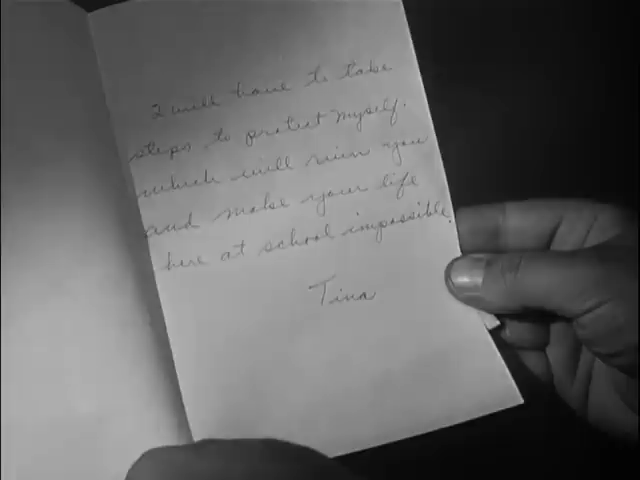 I will have to take
steps to protect myself.
which will ruin you
and make your life
here at school impossible.
Tina